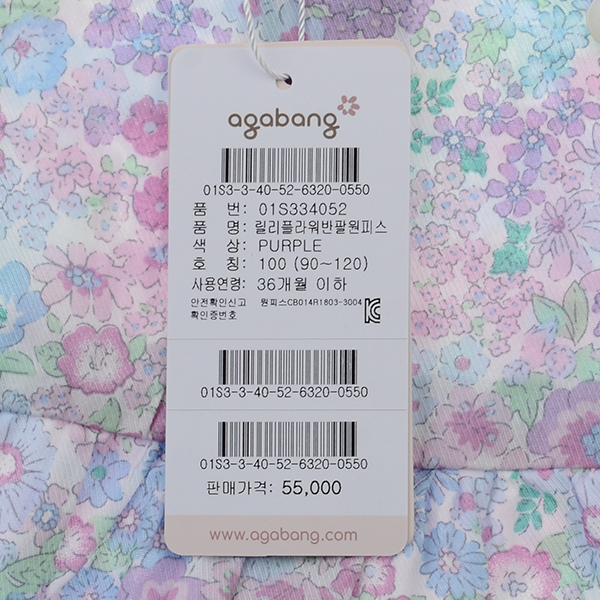 agabang
01S3-3-40-52-6320-0550
품 번: 01S334052
품 명: 릴리플라워반팔원피스
색 상: PURPLE
호 칭: 100 (90~120)
사용연령: 36개월 이하
안전확인신고 원피스CB014R1803-3004
확인증번호
01S3-3-40-52-6320-0550
01S3-3-40-52-6320-0550
판매가격: 55,000
www.agabang.com